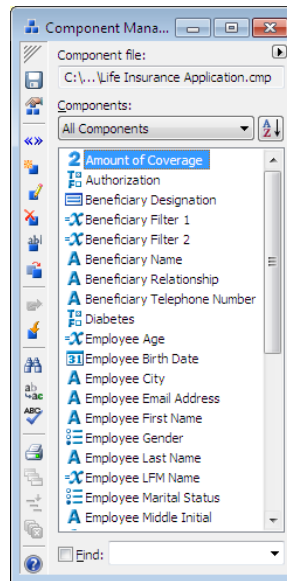 Component Mana...
Component file:
C:\...\Life Insurance Application.cmp
Components:
All Components
Amount of Coverage
Authorization
Beneficiary Designation
Beneficiary Filter 1
Beneficiary Filter 2
Beneficiary Name
Beneficiary Relationship
Beneficiary Telephone Number
Diabetes
Employee Age
Employee Birth Date
Employee City
Employee Email Address
Employee First Name
Employee Gender
Employee Last Name
Employee LFM Name
Employee Marital Status
Employee Middle Initial
Find: